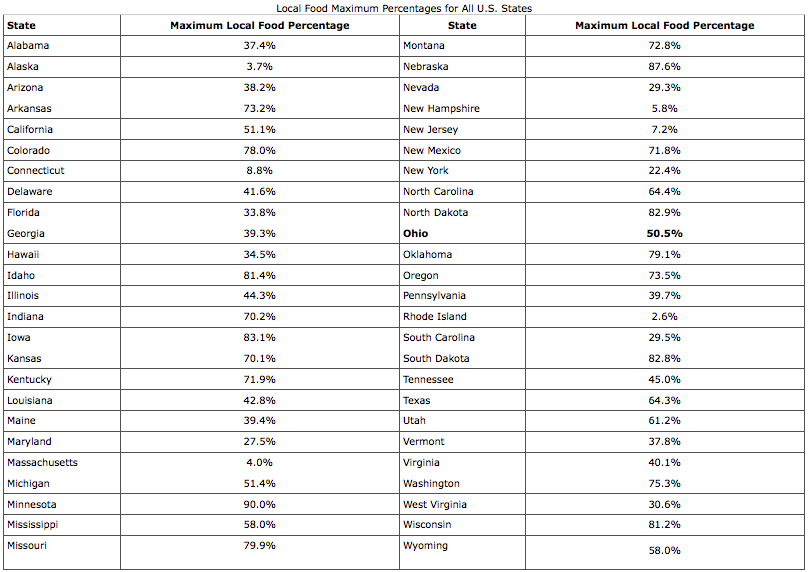 Local Food Maximum Percentages for All U.S. States
State Maximum Local Food Percentage State Maximum Local Food Percentage
Alabama 37.4% Montana 72.8%
Alaska 3.7% Nebraska 87.6%
Arizona 38.2% Nevada 29.3%
Arkansas 73.2% New Hampshire 5.8%
California 51.1% New Jersey 7.2%
Colorado 78.0% New Mexico 71.8%
Connecticut 8.8% New York 22.4%
Delaware 41.6% North Carolina 64.4%
Florida 33.8% North Dakota 82.9%
Georgia 39.3% Ohio 50.5%
Hawaii 34.5% Oklahoma 79.1%
Idaho 81.4% Oregon 73.5%
Illinois 44.3% Pennsylvania 39.7%
Indiana 70.2% Rhode Island 2.6%
Iowa 83.1% South Carolina 29.5%
Kansas 70.1% South Dakota 82.8%
Kentucky 71.9% Tennessee 45.0%
Louisiana 42.8% Texas 64.3%
Maine 39.4% Utah 61.2%
Maryland 27.5% Vermont 37.8%
Massachusetts 4.0% Virginia 40.1%
Michigan 51.4% Washington 75.3%
Minnesota 90.0% West Virginia 30.6%
Mississippi 58.0% Wisconsin 81.2%
Missouri 79.9% Wyoming 58.0%